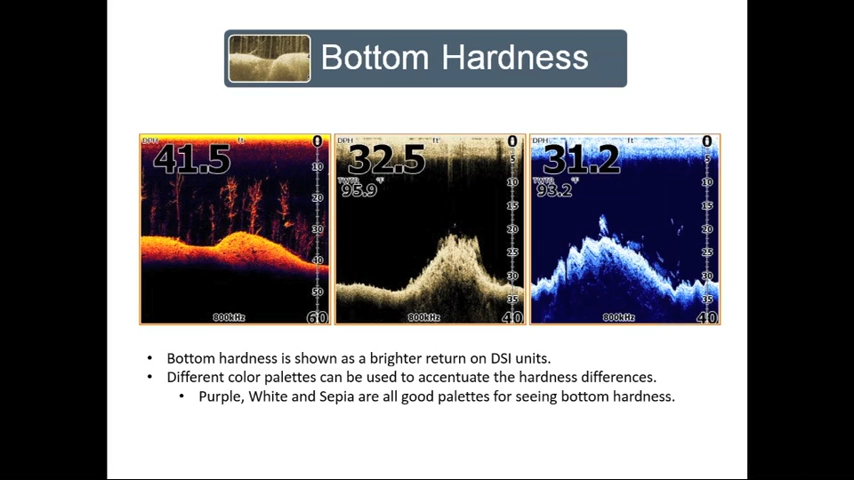 Bottom Hardness
DPH ft 0
41.5
10
20
30
40
50
800kHz 60
DPH ft 0
32.5
5
TWTR °F
95.9
10
15
20
25
30
35
800kHz 40
DPH ft 0
31.2
5
TWTR °F
93.2
10
15
20
25
30
35
800kHz 40
• Bottom hardness is shown as a brighter return on DSI units.
• Different color palettes can be used to accentuate the hardness differences.
• Purple, White and Sepia are all good palettes for seeing bottom hardness.